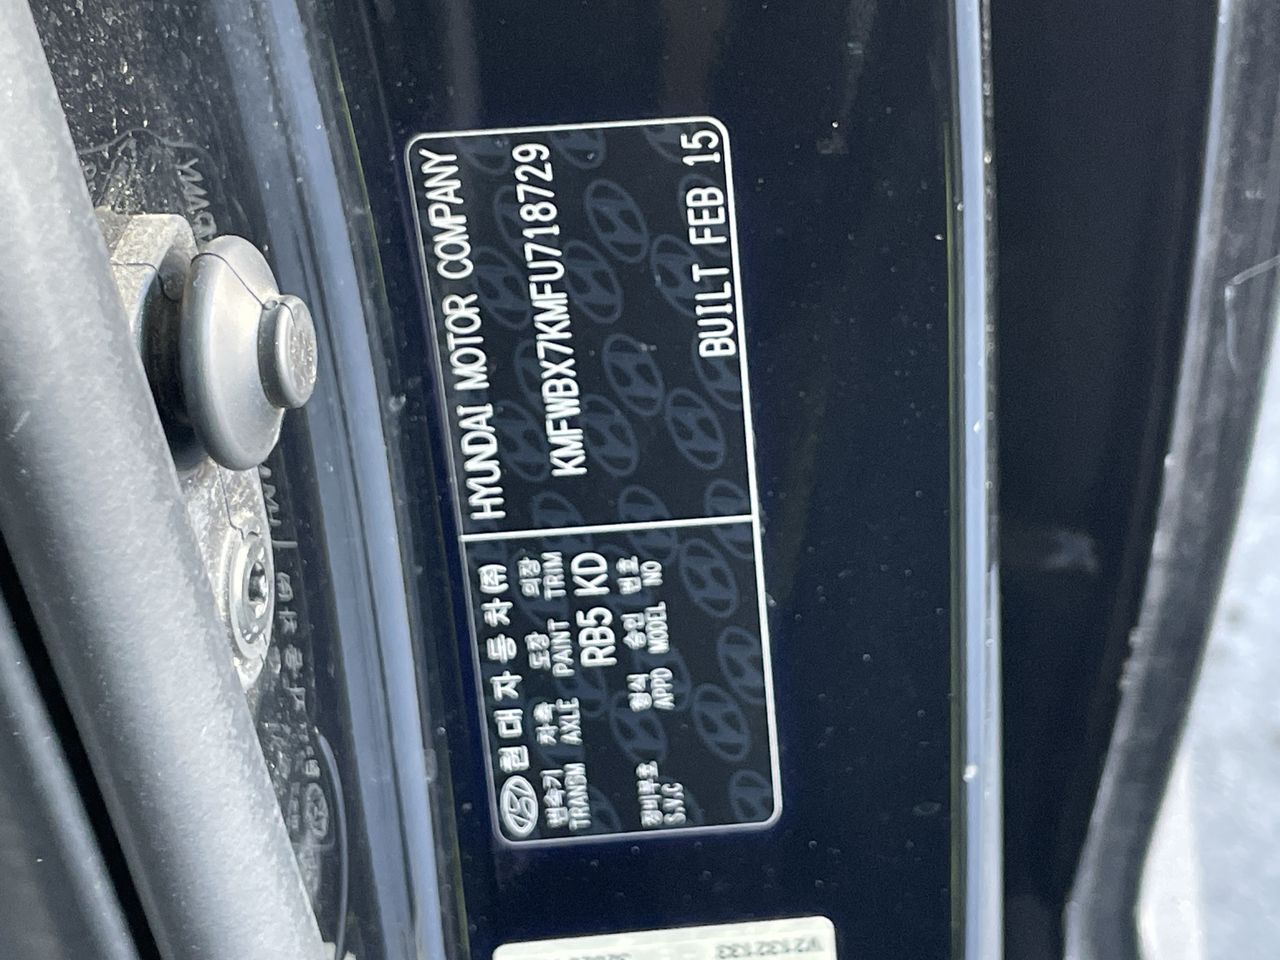 HYUNDAI MOTOR COMPANY
KMFWBX7KMFU718729
BUILT FEB 15
현대자동차(주)
변속기 차축 도장 의장
TRANSM AXLE PAINT TRIM
RB5 KD
정비부호 형식 승인 번호
S.V.C APPD MODEL NO
V2132133